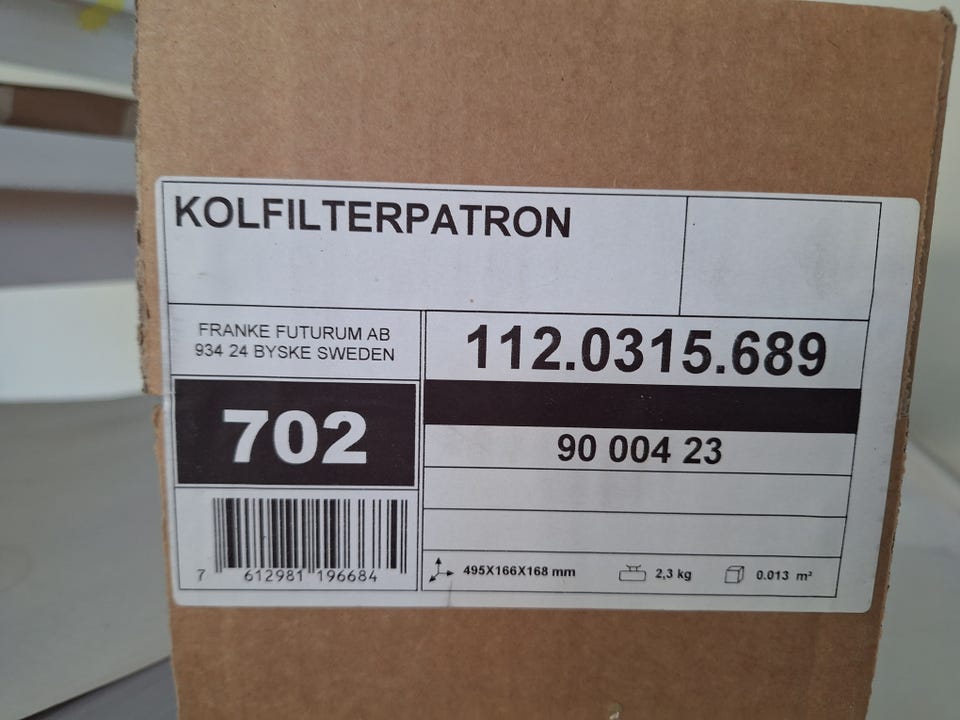 KOLFILTERPATRON
FRANKE FUTURUM AB
934 24 BYSKE SWEDEN
112.0315.689
702
90 004 23
7 612981 196684
495X166X168 mm 2,3 kg 0.013 m³